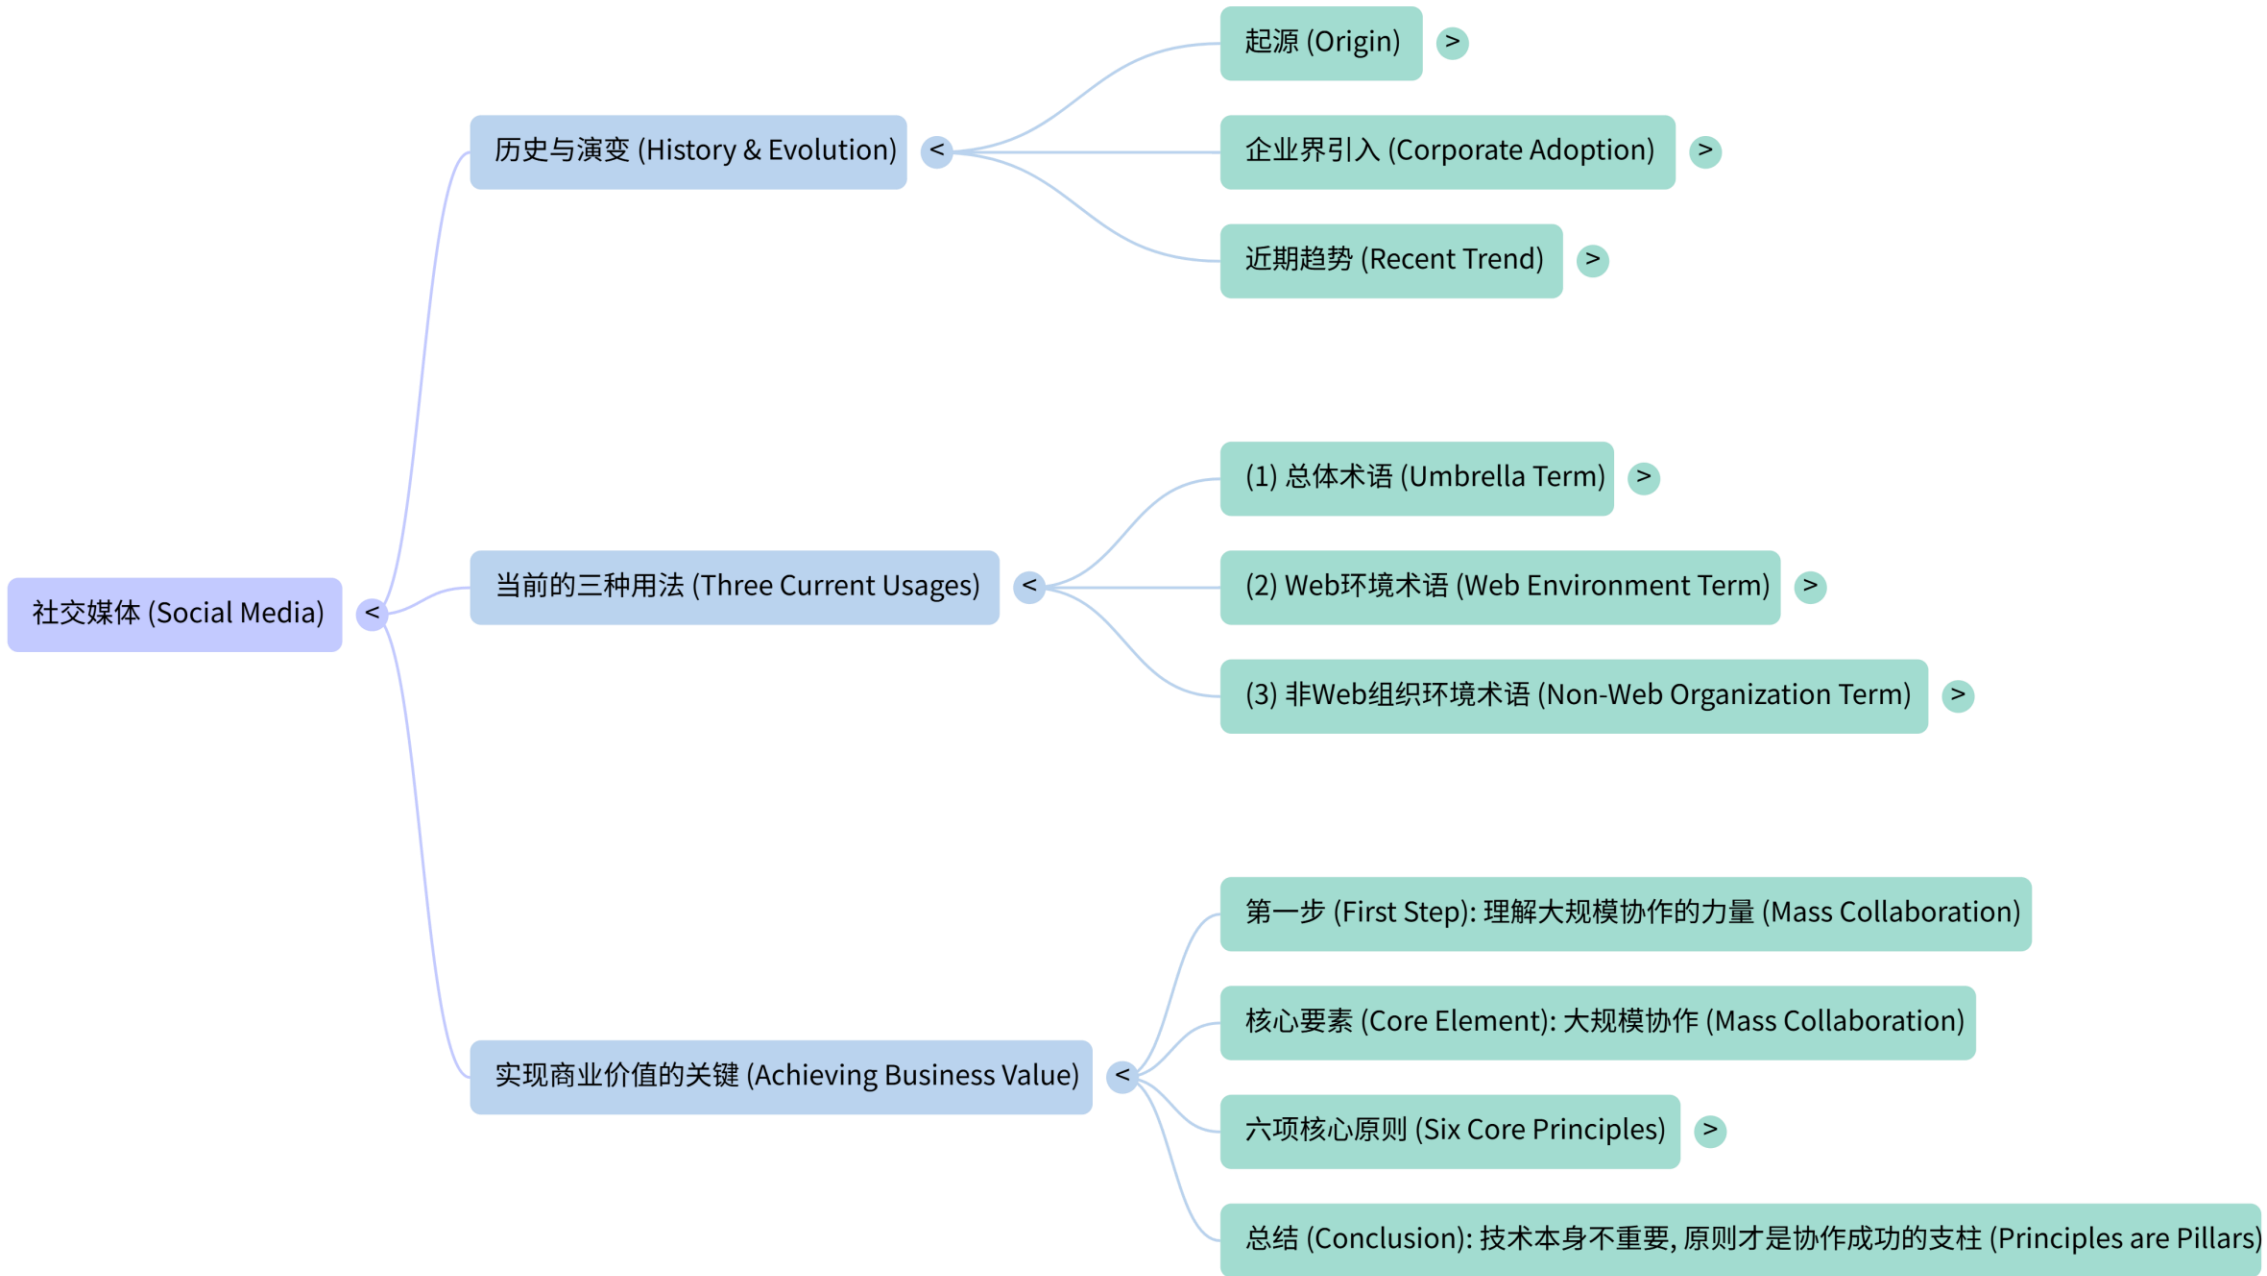 社交媒体 (Social Media)
<
历史与演变 (History & Evolution)
<
起源 (Origin)
>
企业界引入 (Corporate Adoption)
>
近期趋势 (Recent Trend)
>
当前的三种用法 (Three Current Usages)
<
(1) 总体术语 (Umbrella Term)
>
(2) Web环境术语 (Web Environment Term)
>
(3) 非Web组织环境术语 (Non-Web Organization Term)
>
实现商业价值的关键 (Achieving Business Value)
<
第一步 (First Step): 理解大规模协作的力量 (Mass Collaboration)
核心要素 (Core Element): 大规模协作 (Mass Collaboration)
六项核心原则 (Six Core Principles)
>
总结 (Conclusion): 技术本身不重要, 原则才是协作成功的支柱 (Principles are Pillars)